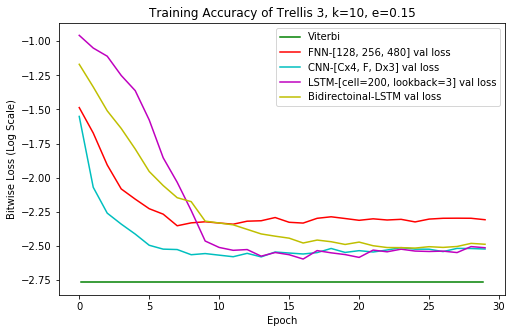 Training Accuracy of Trellis 3, k=10, e=0.15
Viterbi
FNN-[128, 256, 480] val loss
CNN-[Cx4, F, Dx3] val loss
LSTM-[cell=200, lookback=3] val loss
Bidirectoinal-LSTM val loss
Bitwise Loss (Log Scale)
−1.00
−1.25
−1.50
−1.75
−2.00
−2.25
−2.50
−2.75
0 5 10 15 20 25 30
Epoch